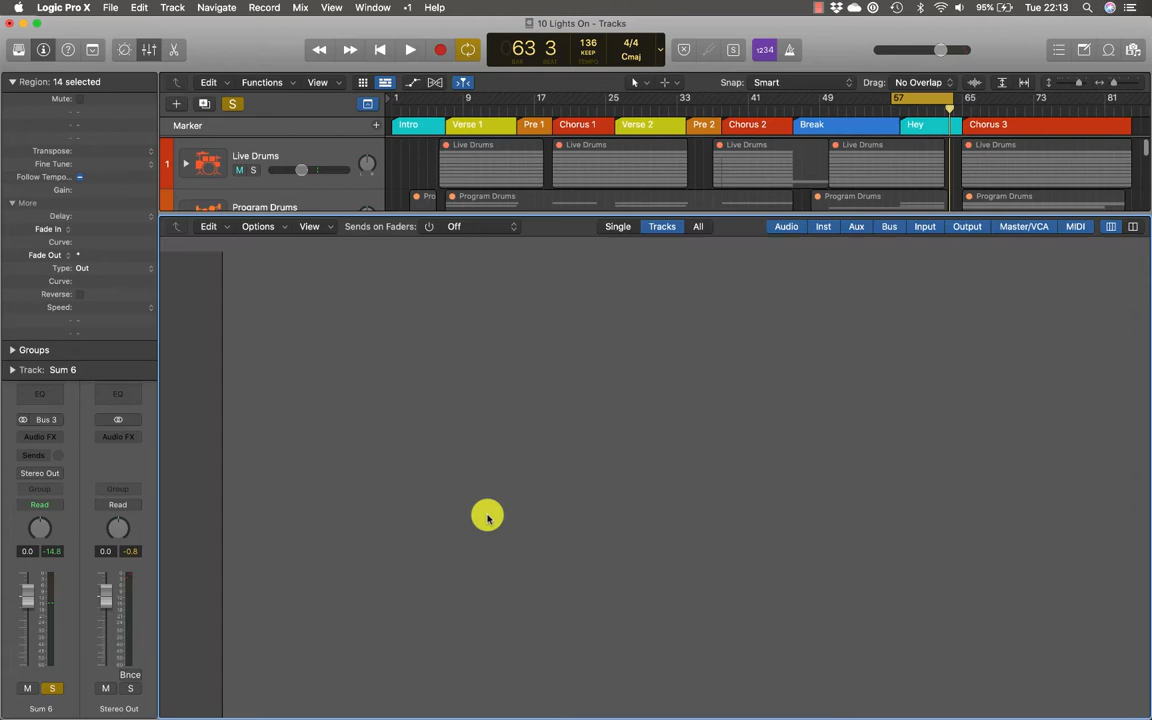 Logic Pro X File Edit Track Navigate Record Mix View Window 1 Help 95% Tue 22:13
10 Lights On - Tracks
63 3 136 4/4
BAR BEAT KEEP TEMPO Cmaj
1234
Region: 14 selected Edit Functions View Snap: Smart Drag: No Overlap
Mute: S 1 9 17 25 33 41 49 57 65 73 81
Marker Intro Verse 1 Pre 1 Chorus 1 Verse 2 Pre 2 Chorus 2 Break Hey Chorus 3
Transpose: 1 Live Drums Live Drums Live Drums Live Drums Live Drums Live Drums
Fine Tune: M S
Follow Tempo...
Gain: Program Drums Pro Program Drums Program Drums Program Drums
More
Delay: Edit Options View Sends on Faders: Off Single Tracks All Audio Inst Aux Bus Input Output Master/VCA MIDI
Fade In
Curve:
Fade Out
Type: Out
Curve:
Reverse:
Speed:
Groups
Track: Sum 6
EQ EQ
Bus 3
Audio FX Audio FX
Sends
Stereo Out
Group Group
Read Read
0.0 -14.8 0.0 -0.8
Bnce
M S M S
Sum 6 Stereo Out